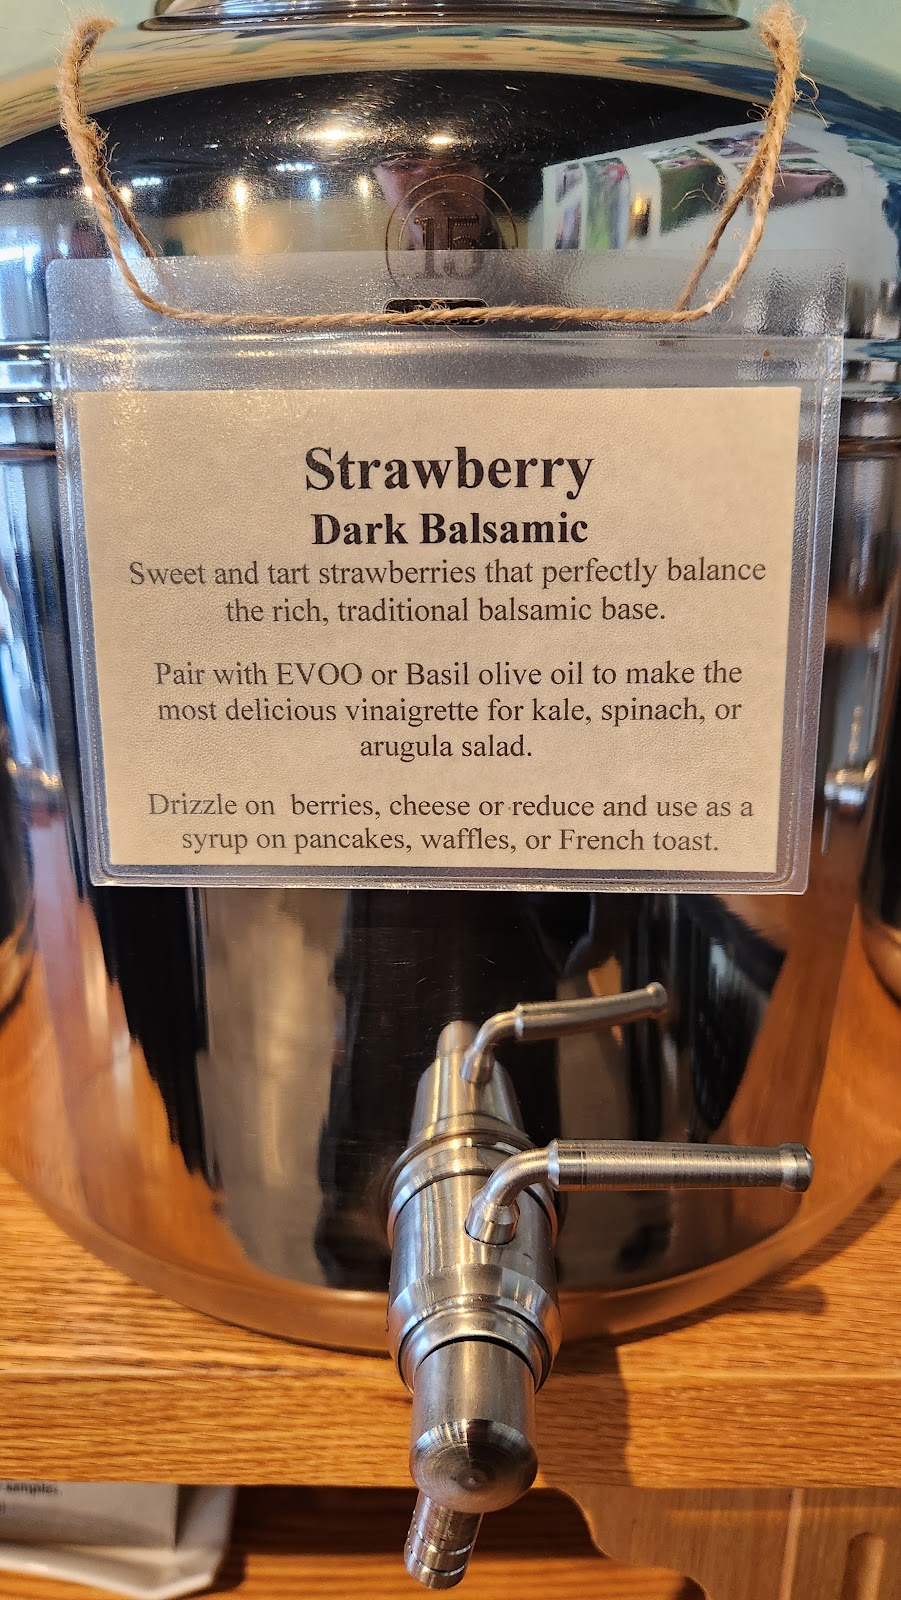 15
Strawberry
Dark Balsamic
Sweet and tart strawberries that perfectly balance
the rich, traditional balsamic base.
Pair with EVOO or Basil olive oil to make the
most delicious vinaigrette for kale, spinach, or
arugula salad.
Drizzle on  berries, cheese or reduce and use as a
syrup on pancakes, waffles, or French toast.